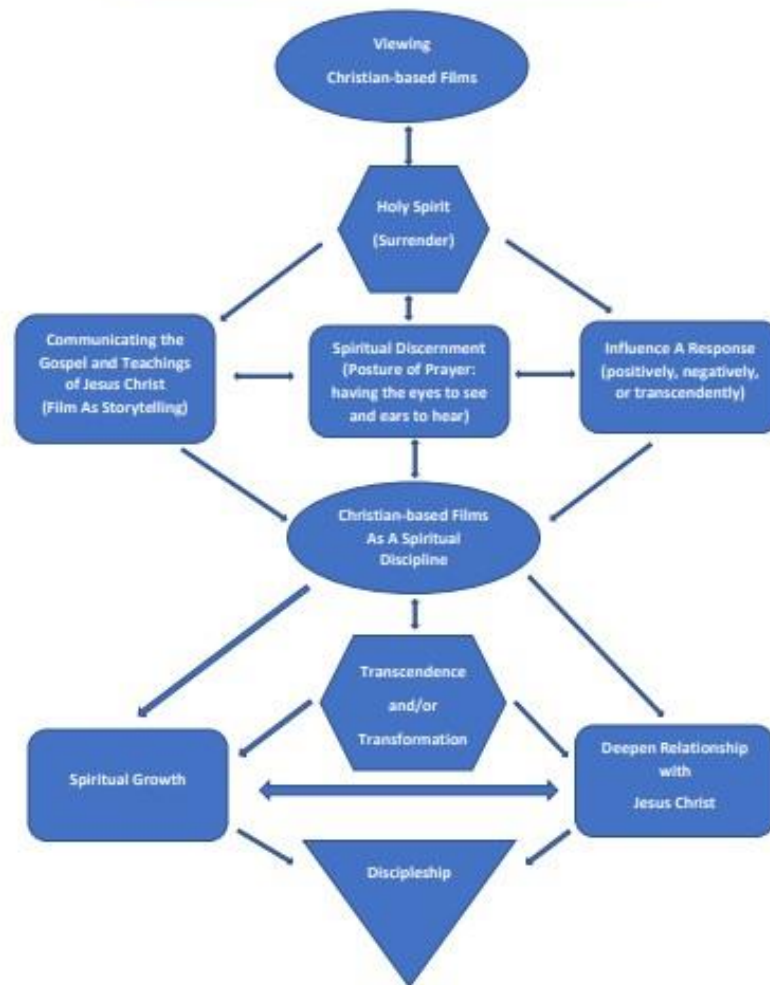 Viewing
Christian-based Films
Holy Spirit
(Surrender)
Communicating the
Gospel and Teachings
of Jesus Christ
(Film As Storytelling)
Spiritual Discernment
(Posture of Prayer:
having the eyes to see
and ears to hear)
Influence A Response
(positively, negatively,
or transcendently)
Christian-based Films
As A Spiritual
Discipline
Transcendence
and/or
Transformation
Spiritual Growth
Deepen Relationship
with
Jesus Christ
Discipleship